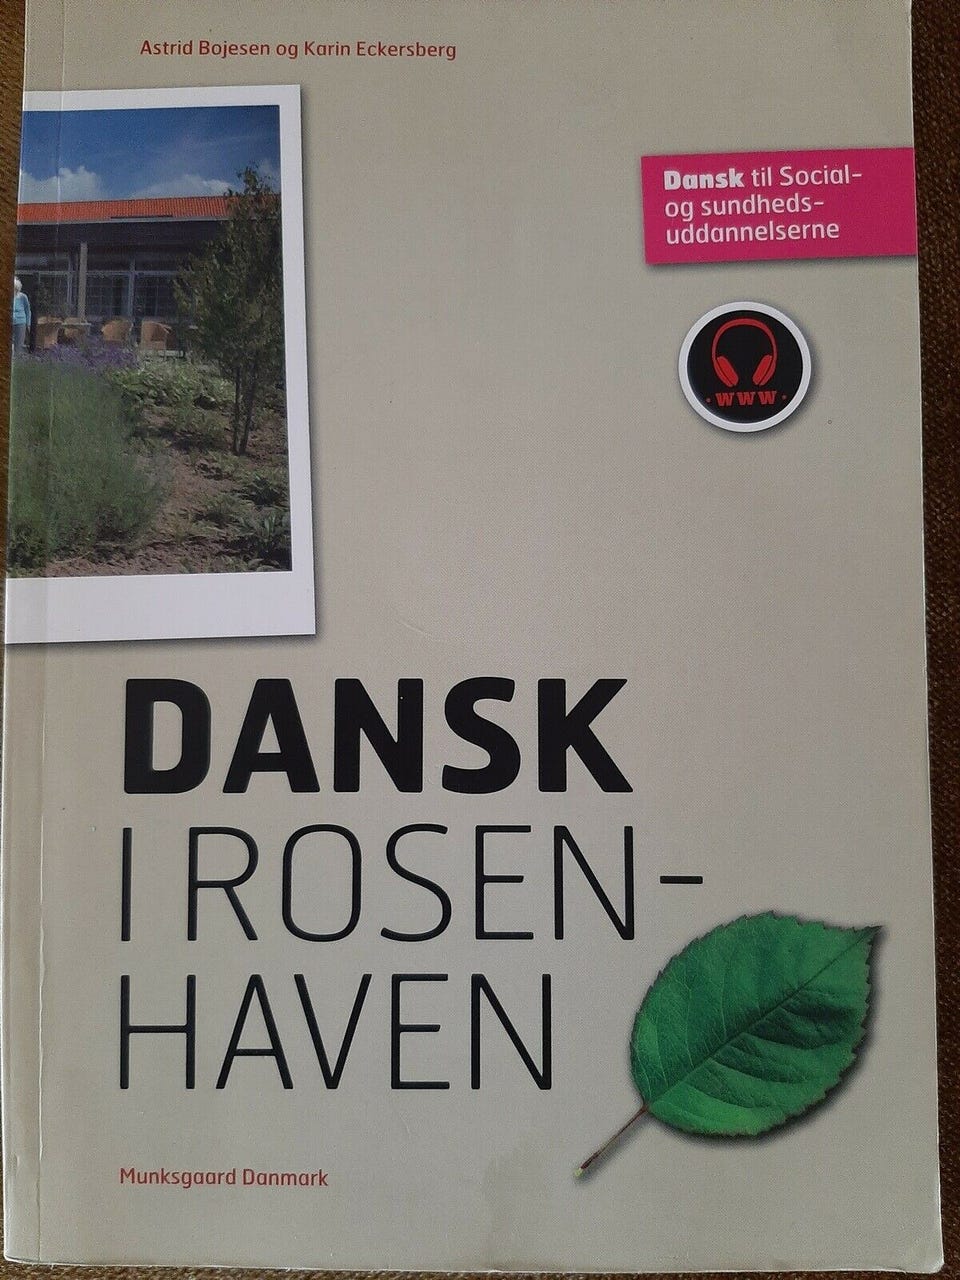 Astrid Bojesen og Karin Eckersberg
Dansk til Social-
og sundheds-
uddannelserne
WWW
DANSK
I ROSEN-
HAVEN
Munksgaard Danmark